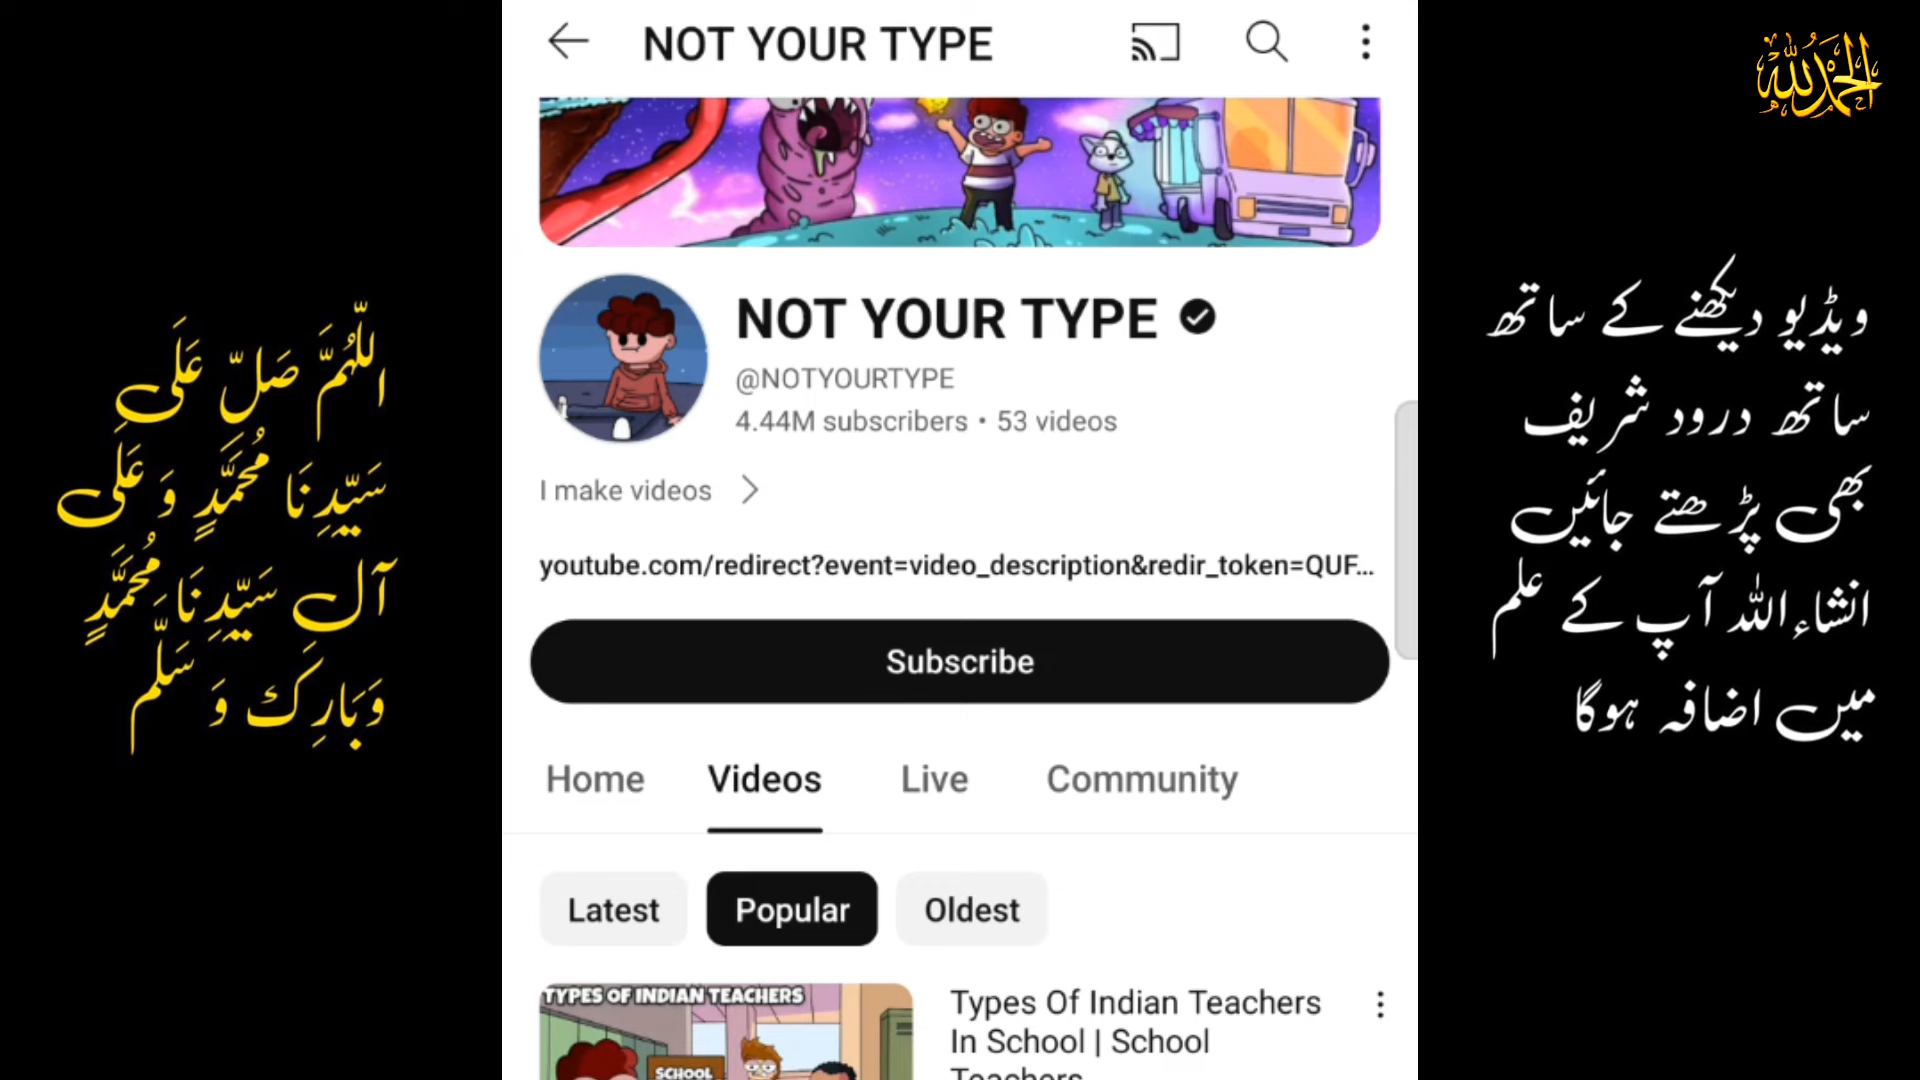 NOT YOUR TYPE
الحمدللہ
NOT YOUR TYPE
@NOTYOURTYPE
4.44M subscribers • 53 videos
I make videos
youtube.com/redirect?event=video_description&redir_token=QUF...
Subscribe
Home Videos Live Community
Latest Popular Oldest
TYPES OF INDIAN TEACHERS
SCHOOL
Types Of Indian Teachers
In School | School
Teachers
اللّٰهُمَّ صَلِّ عَلَى
سَيِّدِنَا مُحَمَّدٍ وَ عَلَى
آلِ سَيِّدِنَا مُحَمَّدٍ
وَبَارِك وَ سَلِّم
ویڈیو دیکھنے کے ساتھ
ساتھ درود شریف
بھی پڑھتے جائیں
انشاءاللہ آپ کے علم
میں اضافہ ہوگا